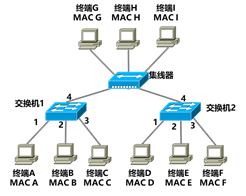 终端G 终端H 终端I
MAC G MAC H MAC I
集线器
交换机1 4 4 交换机2
1 2 3 1 2 3
终端A 终端B 终端C 终端D 终端E 终端F
MAC A MAC B MAC C MAC D MAC E MAC F